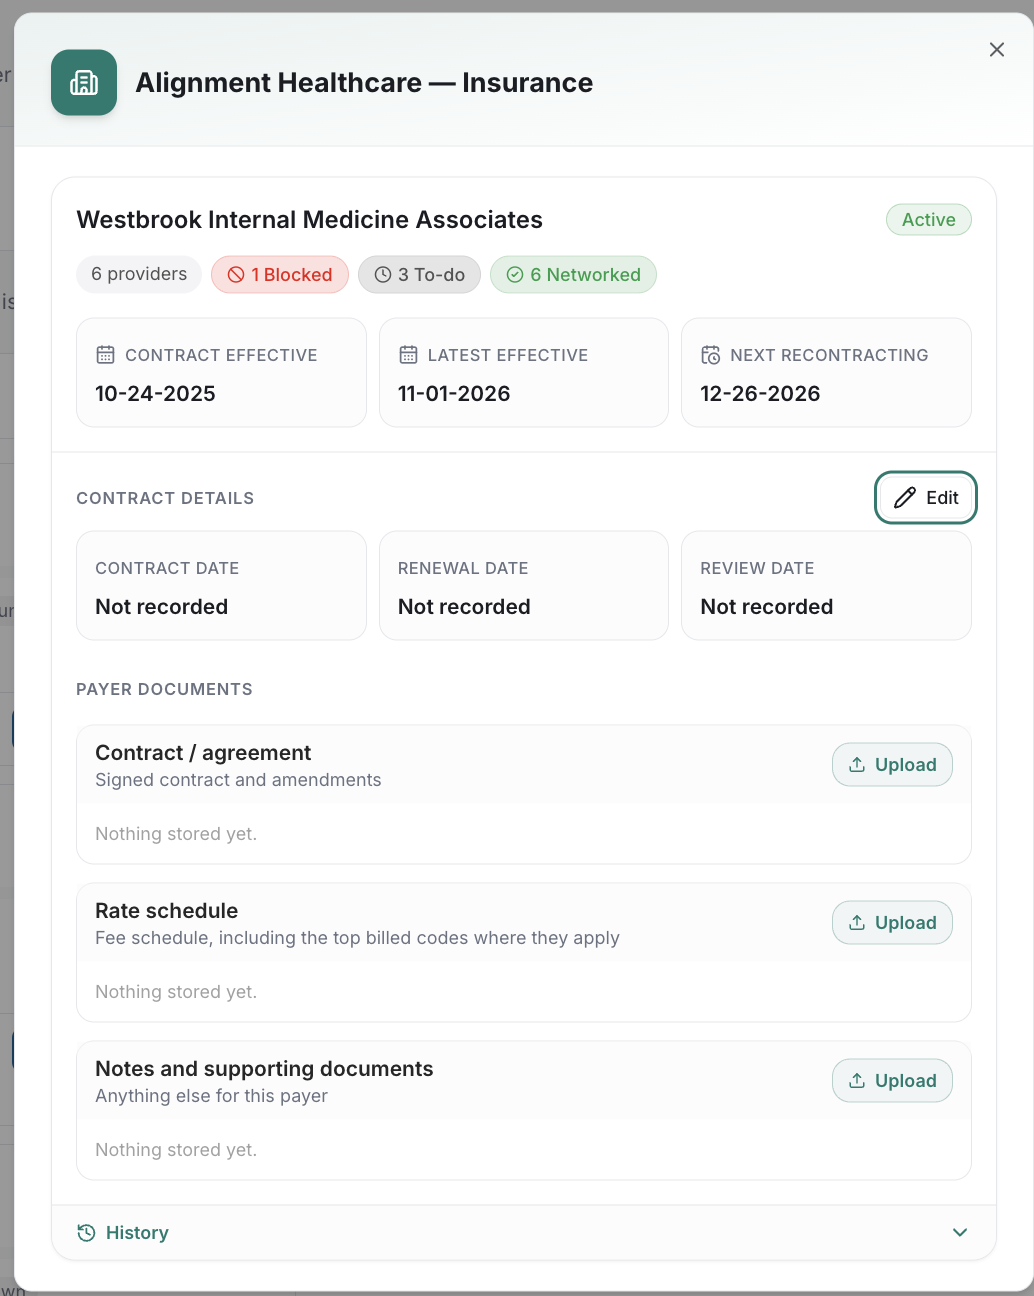 Alignment Healthcare — Insurance
Westbrook Internal Medicine Associates
Active
6 providers
1 Blocked
3 To-do
6 Networked
CONTRACT EFFECTIVE
10-24-2025
LATEST EFFECTIVE
11-01-2026
NEXT RECONTRACTING
12-26-2026
CONTRACT DETAILS
Edit
CONTRACT DATE
Not recorded
RENEWAL DATE
Not recorded
REVIEW DATE
Not recorded
PAYER DOCUMENTS
Contract / agreement
Signed contract and amendments
Upload
Nothing stored yet.
Rate schedule
Fee schedule, including the top billed codes where they apply
Upload
Nothing stored yet.
Notes and supporting documents
Anything else for this payer
Upload
Nothing stored yet.
History